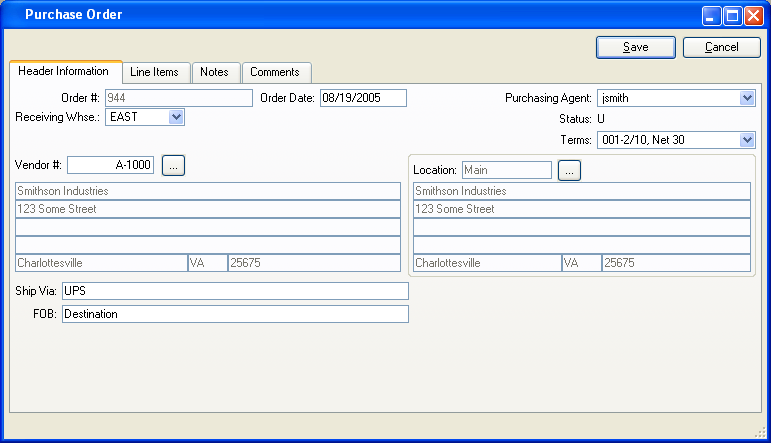 Purchase Order
Save Cancel
Header Information Line Items Notes Comments
Order #: 944 Order Date: 08/19/2005 Purchasing Agent: jsmith
Receiving Whse.: EAST Status: U
Terms: 001-2/10, Net 30
Vendor #: A-1000 ... Location: Main ...
Smithson Industries Smithson Industries
123 Some Street 123 Some Street
Charlottesville VA 25675 Charlottesville VA 25675
Ship Via: UPS
FOB: Destination